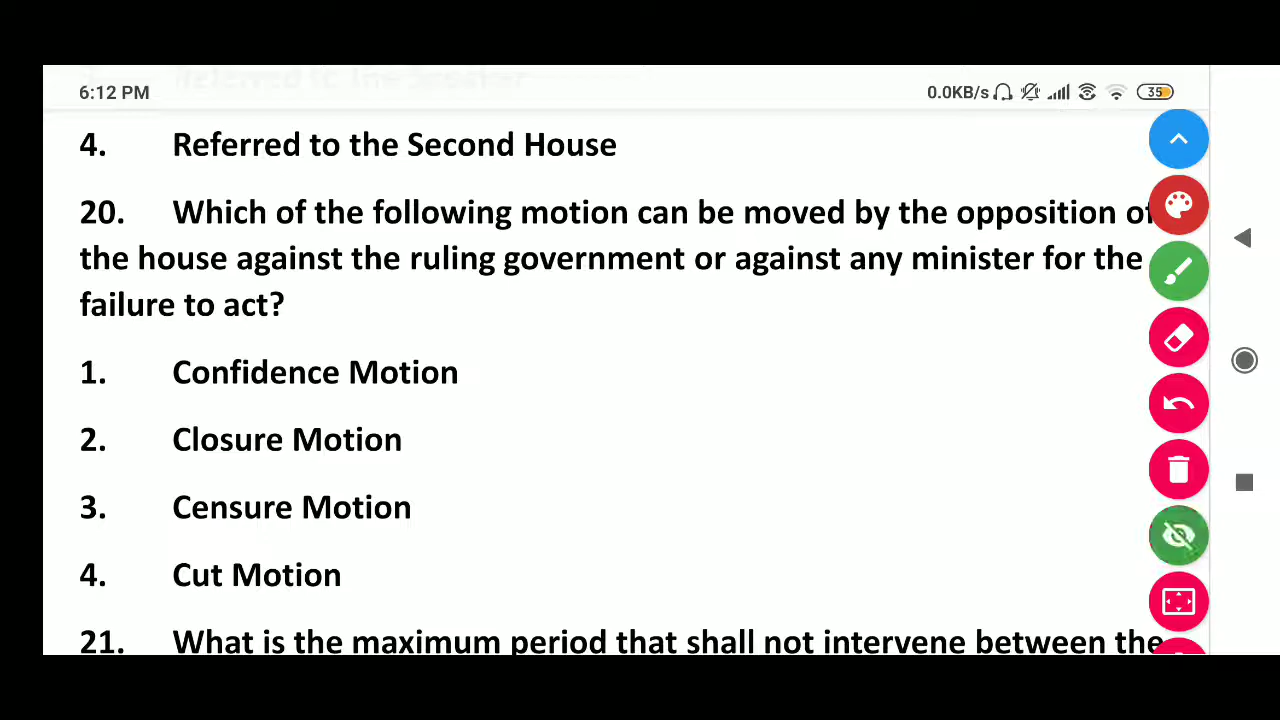 6:12 PM
0.0KB/s
35
4. Referred to the Second House
20. Which of the following motion can be moved by the opposition of
the house against the ruling government or against any minister for the
failure to act?
1. Confidence Motion
2. Closure Motion
3. Censure Motion
4. Cut Motion
21. What is the maximum period that shall not intervene between the